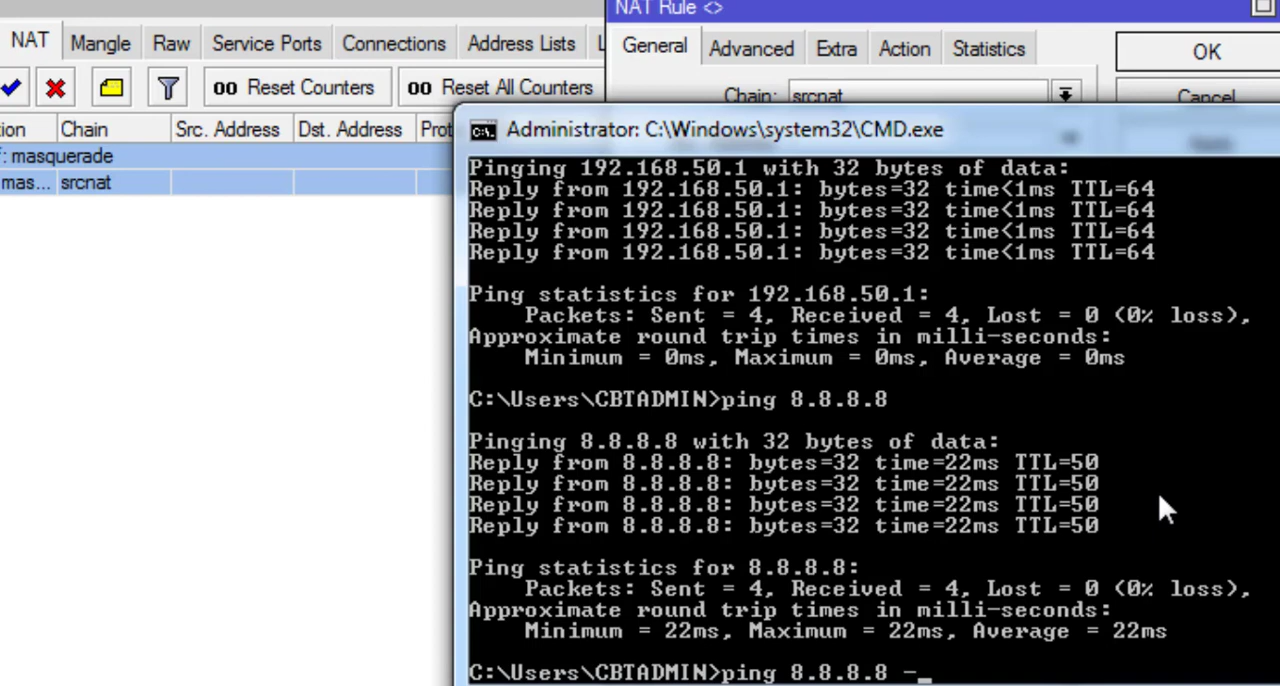 NAT Rule <>
NAT Mangle Raw Service Ports Connections Address Lists L
General Advanced Extra Action Statistics
OK
00 Reset Counters 00 Reset All Counters
Chain: srcnat
Cancel
ion Chain Src. Address Dst. Address Prot
f: masquerade
mas... srcnat
Administrator: C:\Windows\system32\CMD.exe
Pinging 192.168.50.1 with 32 bytes of data:
Reply from 192.168.50.1: bytes=32 time<1ms TTL=64
Reply from 192.168.50.1: bytes=32 time<1ms TTL=64
Reply from 192.168.50.1: bytes=32 time<1ms TTL=64
Reply from 192.168.50.1: bytes=32 time<1ms TTL=64
Ping statistics for 192.168.50.1:
Packets: Sent = 4, Received = 4, Lost = 0 (0% loss),
Approximate round trip times in milli-seconds:
Minimum = 0ms, Maximum = 0ms, Average = 0ms
C:\Users\CBTADMIN>ping 8.8.8.8
Pinging 8.8.8.8 with 32 bytes of data:
Reply from 8.8.8.8: bytes=32 time=22ms TTL=50
Reply from 8.8.8.8: bytes=32 time=22ms TTL=50
Reply from 8.8.8.8: bytes=32 time=22ms TTL=50
Reply from 8.8.8.8: bytes=32 time=22ms TTL=50
Ping statistics for 8.8.8.8:
Packets: Sent = 4, Received = 4, Lost = 0 (0% loss),
Approximate round trip times in milli-seconds:
Minimum = 22ms, Maximum = 22ms, Average = 22ms
C:\Users\CBTADMIN>ping 8.8.8.8 -_